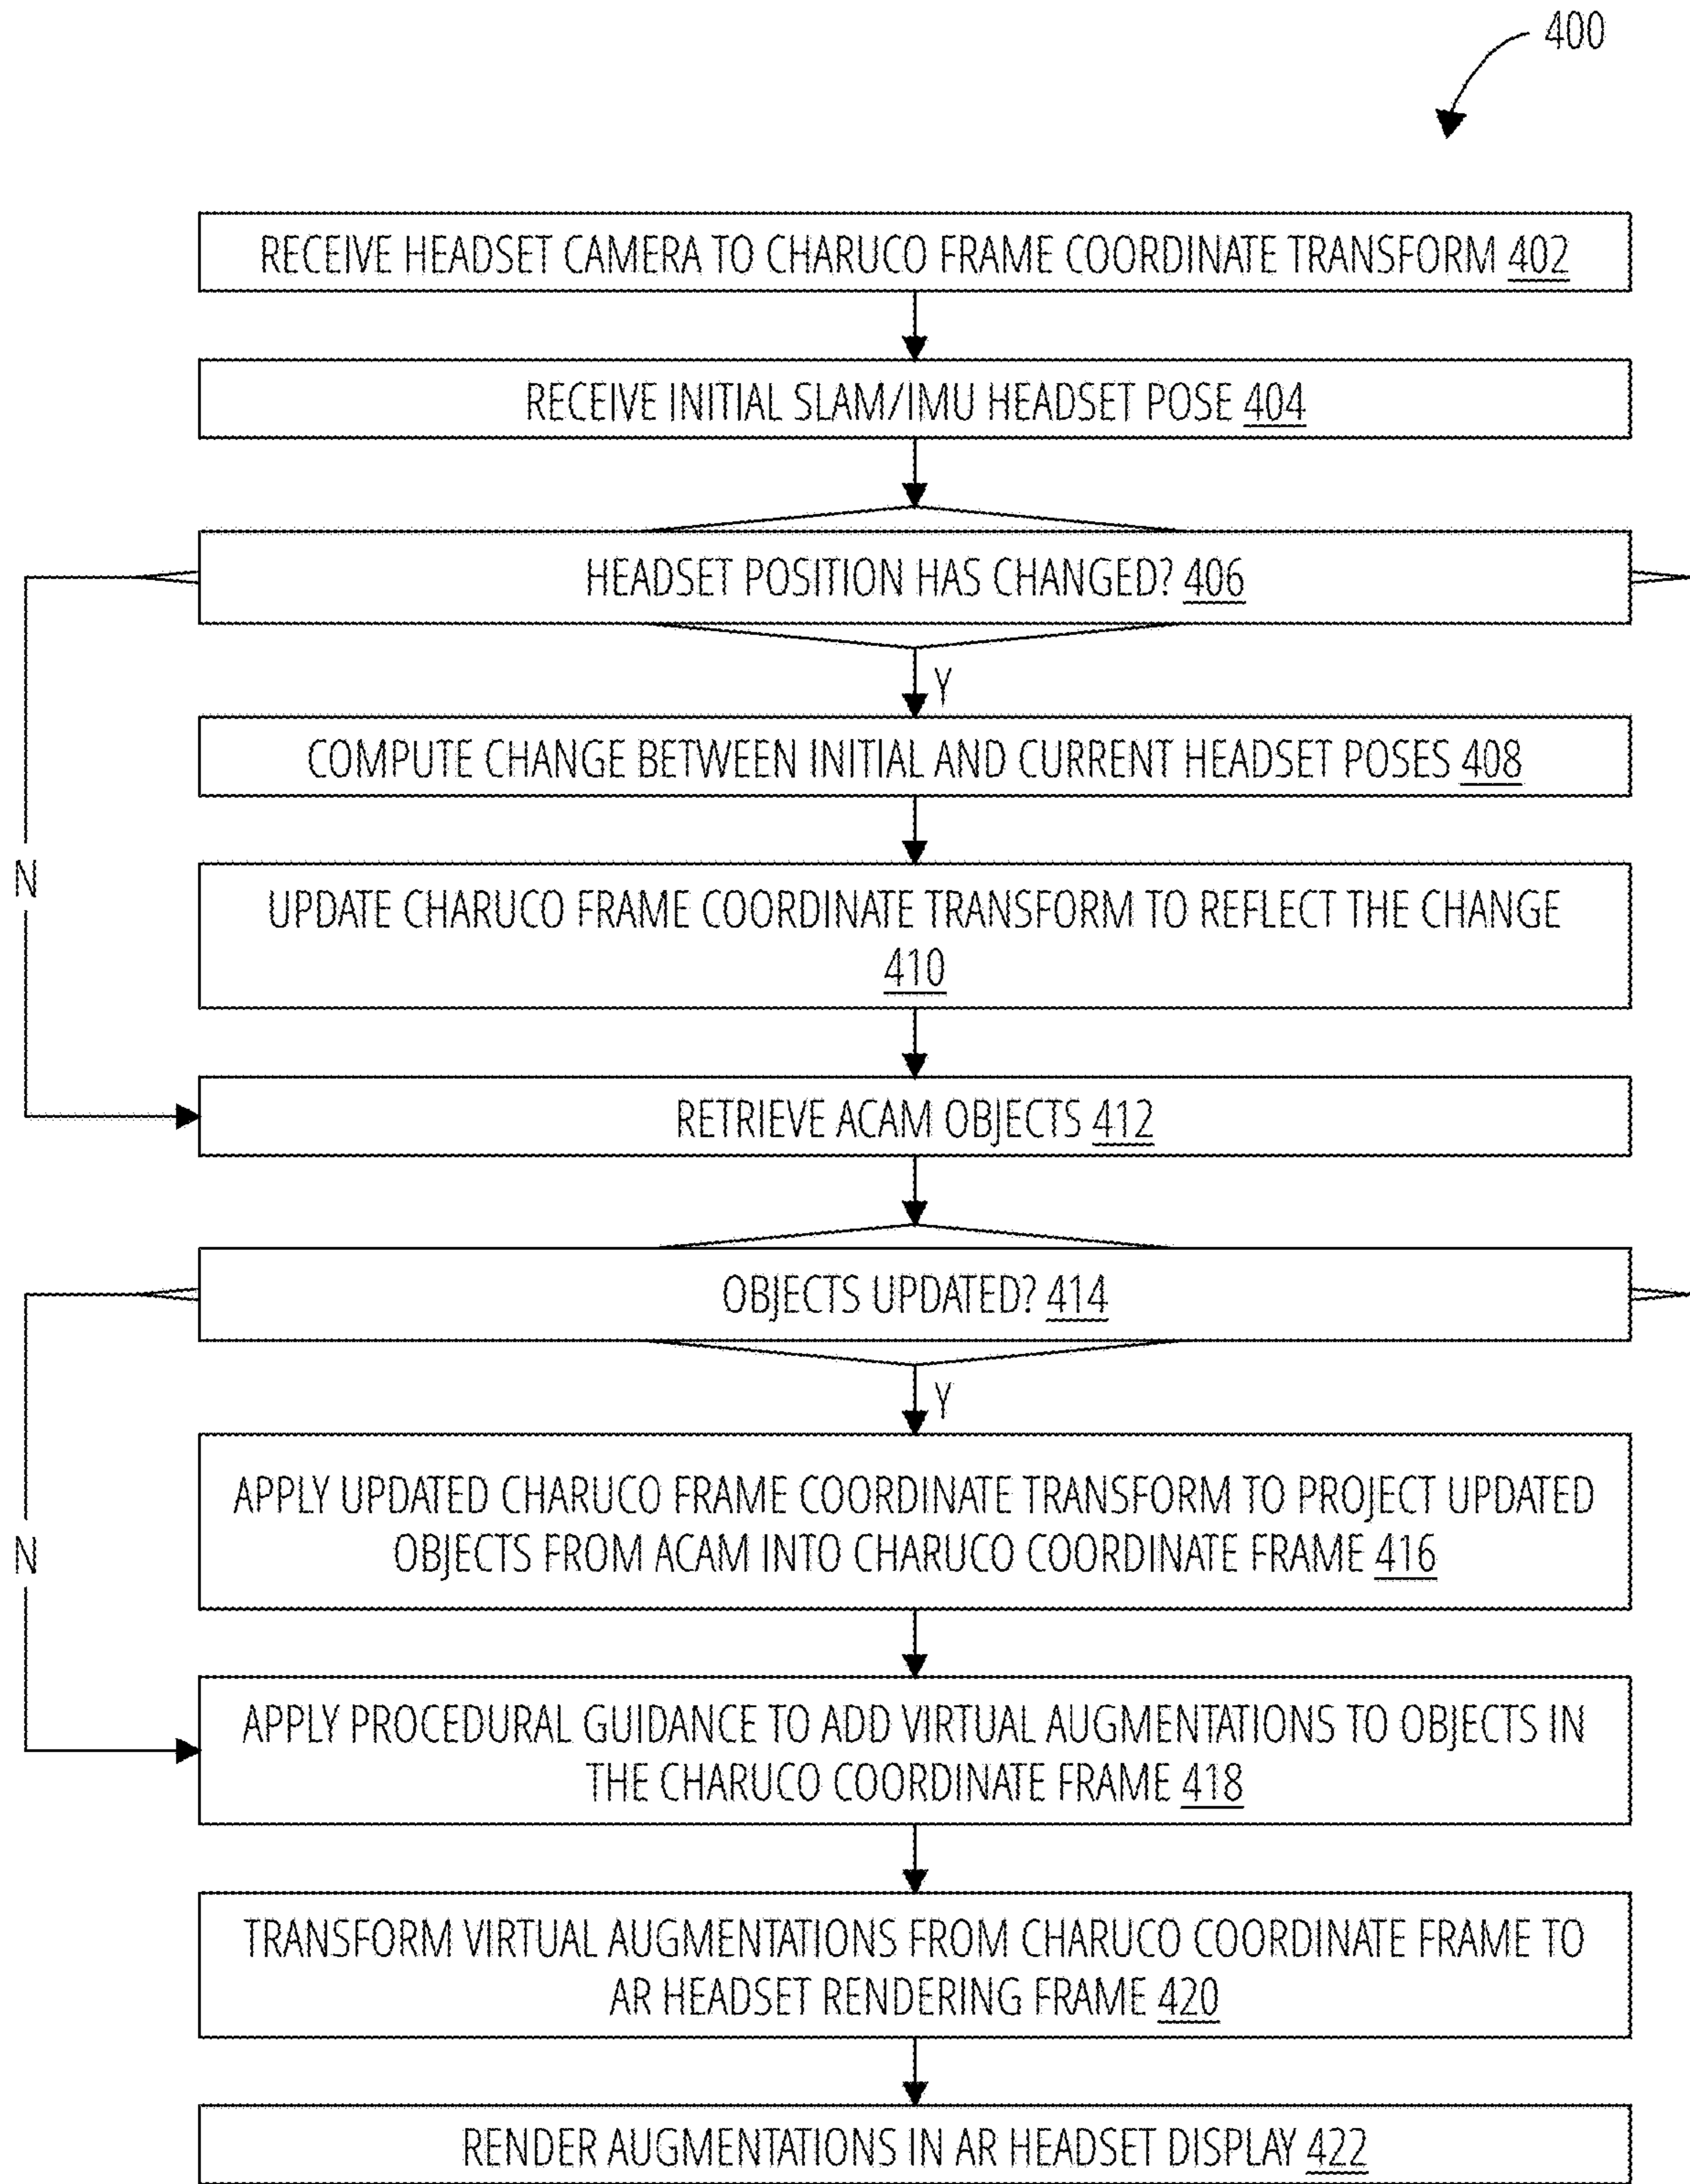 400
RECEIVE HEADSET CAMERA TO CHARUCO FRAME COORDINATE TRANSFORM 402
RECEIVE INITIAL SLAM/IMU HEADSET POSE 404
HEADSET POSITION HAS CHANGED? 406
Y
COMPUTE CHANGE BETWEEN INITIAL AND CURRENT HEADSET POSES 408
N
UPDATE CHARUCO FRAME COORDINATE TRANSFORM TO REFLECT THE CHANGE
410
RETRIEVE ACAM OBJECTS 412
OBJECTS UPDATED? 414
Y
APPLY UPDATED CHARUCO FRAME COORDINATE TRANSFORM TO PROJECT UPDATED
OBJECTS FROM ACAM INTO CHARUCO COORDINATE FRAME 416
N
APPLY PROCEDURAL GUIDANCE TO ADD VIRTUAL AUGMENTATIONS TO OBJECTS IN
THE CHARUCO COORDINATE FRAME 418
TRANSFORM VIRTUAL AUGMENTATIONS FROM CHARUCO COORDINATE FRAME TO
AR HEADSET RENDERING FRAME 420
RENDER AUGMENTATIONS IN AR HEADSET DISPLAY 422